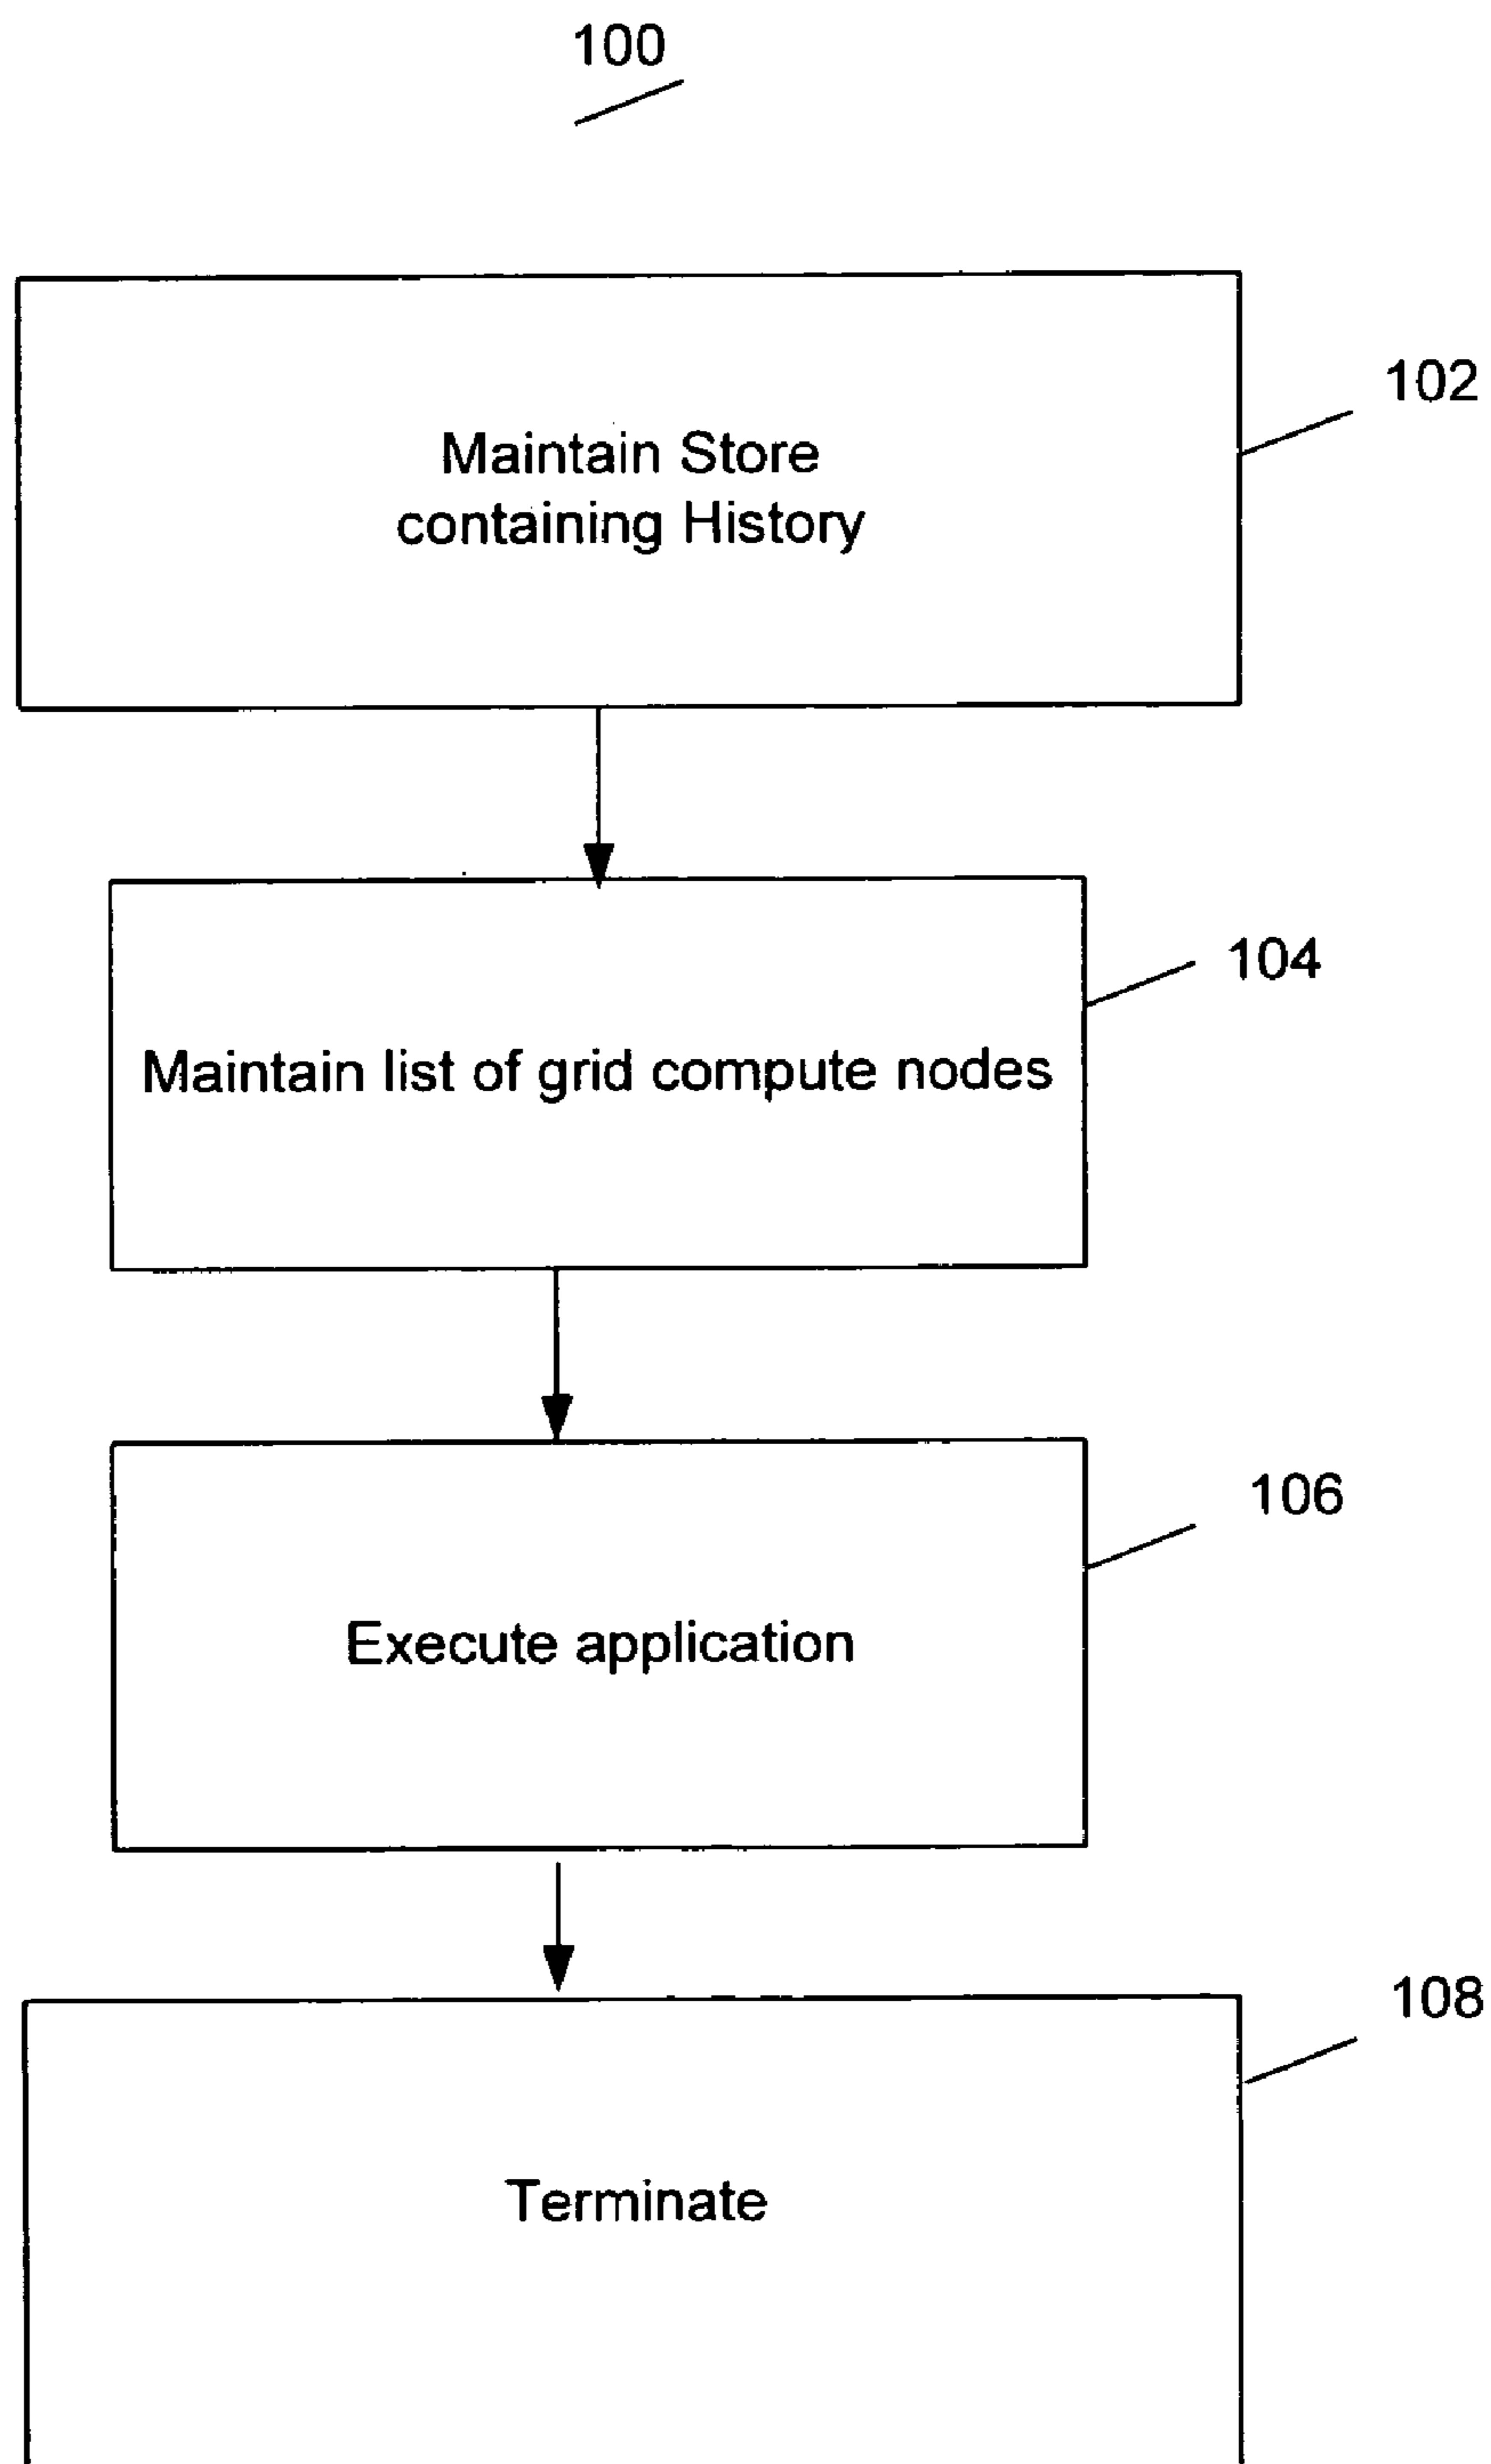 100
102
Maintain Store
containing History
104
Maintain list of grid compute nodes
106
Execute application
108
Terminate